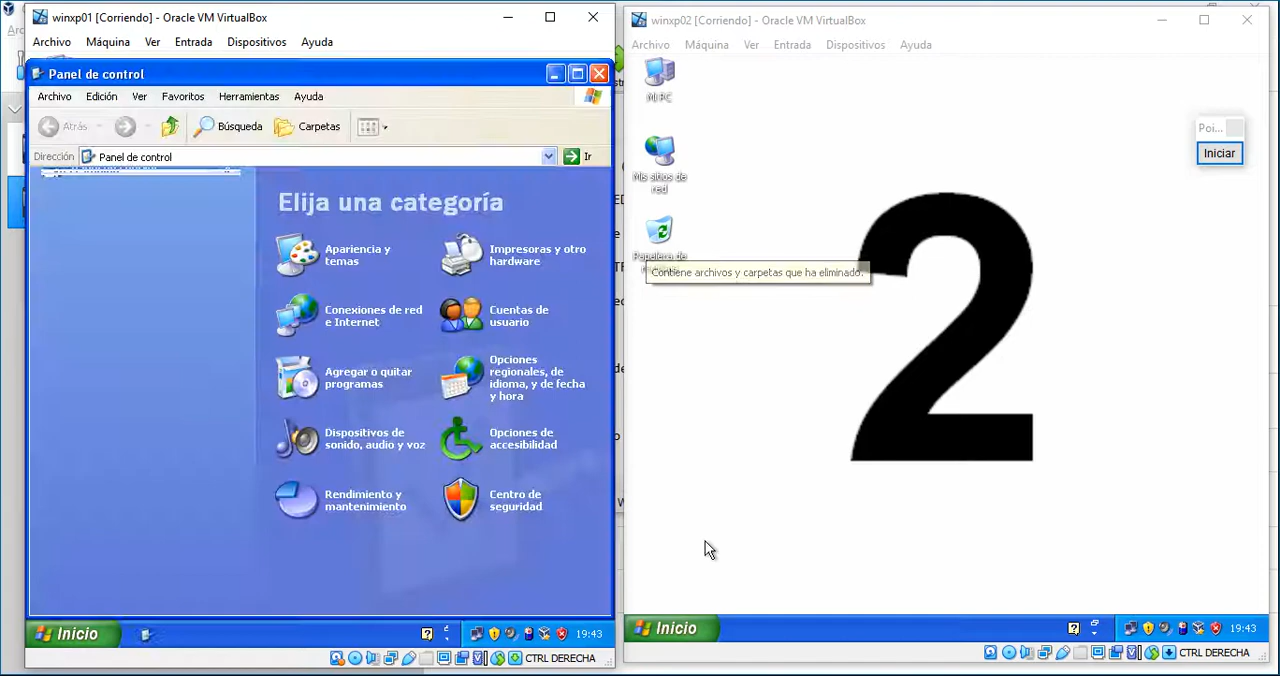 winxp01 [Corriendo] - Oracle VM VirtualBox
Archivo Máquina Ver Entrada Dispositivos Ayuda
Panel de control
Archivo Edición Ver Favoritos Herramientas Ayuda
Atrás Búsqueda Carpetas
Dirección Panel de control Ir
Elija una categoría
Apariencia y
temas
Impresoras y otro
hardware
Conexiones de red
e Internet
Cuentas de
usuario
Agregar o quitar
programas
Opciones
regionales, de
idioma, y de fecha
y hora
Dispositivos de
sonido, audio y voz
Opciones de
accesibilidad
Rendimiento y
mantenimiento
Centro de
seguridad
Inicio 19:43
CTRL DERECHA
winxp02 [Corriendo] - Oracle VM VirtualBox
Archivo Máquina Ver Entrada Dispositivos Ayuda
Mi PC
Mis sitios de
red
Papelera de
Contiene archivos y carpetas que ha eliminado.
Poi...
Iniciar
2
Inicio 19:43
CTRL DERECHA